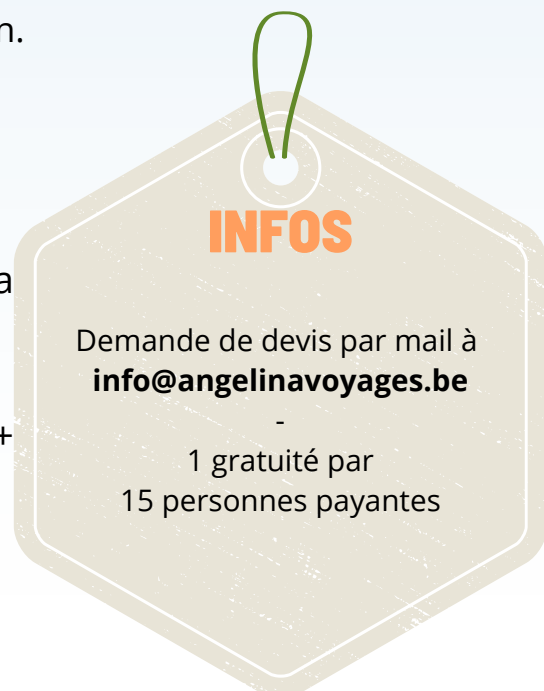 n.
INFOS
a
Demande de devis par mail à
info@angelinavoyages.be
-
+
1 gratuité par
15 personnes payantes